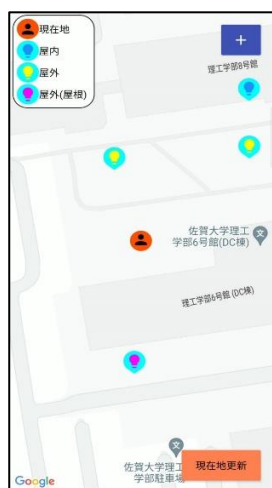 現在地
屋内
屋外
屋外(屋根)
+
理工学部8号館
佐賀大学理工
学部6号館(DC棟)
文
理工学部6号館 (DC棟)
文
佐賀大学理工
学部駐車場
現在地更新
Google